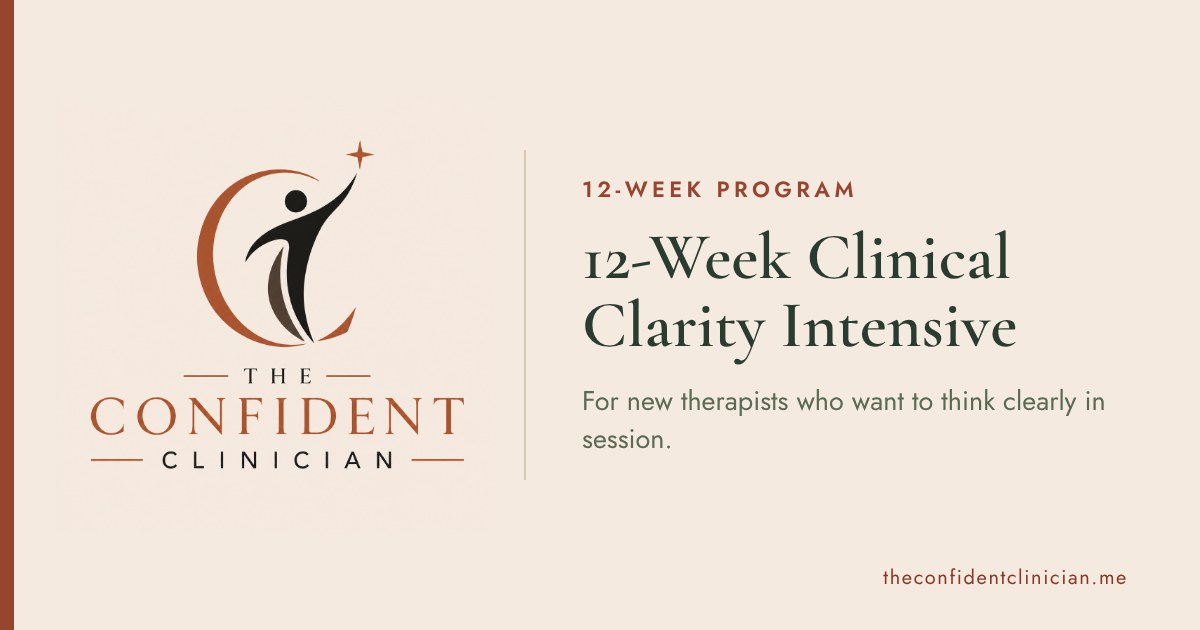 THE
CONFIDENT
CLINICIAN
12-WEEK PROGRAM
12-Week Clinical
Clarity Intensive
For new therapists who want to think clearly in
session.
theconfidentclinician.me